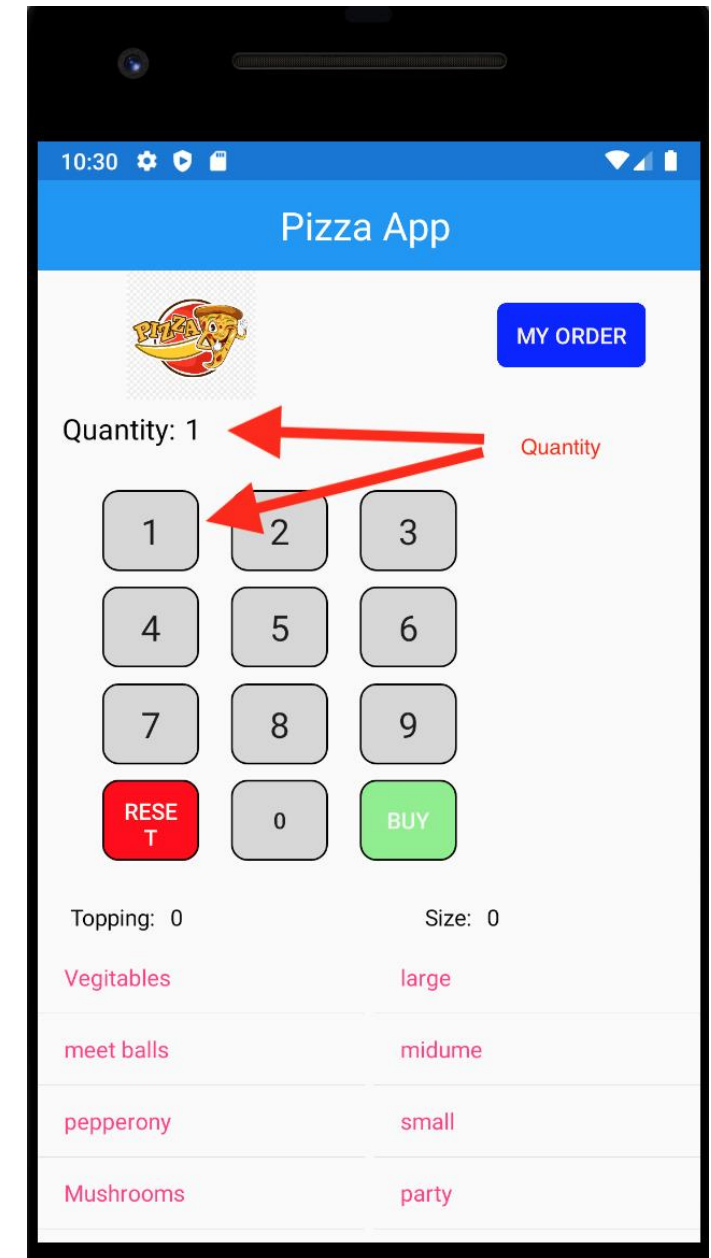 10:30
Pizza App
PIZZA
MY ORDER
Quantity: 1
Quantity
1 2 3
4 5 6
7 8 9
RESE
T
0 BUY
Topping: 0 Size: 0
Vegitables large
meet balls midume
pepperony small
Mushrooms party